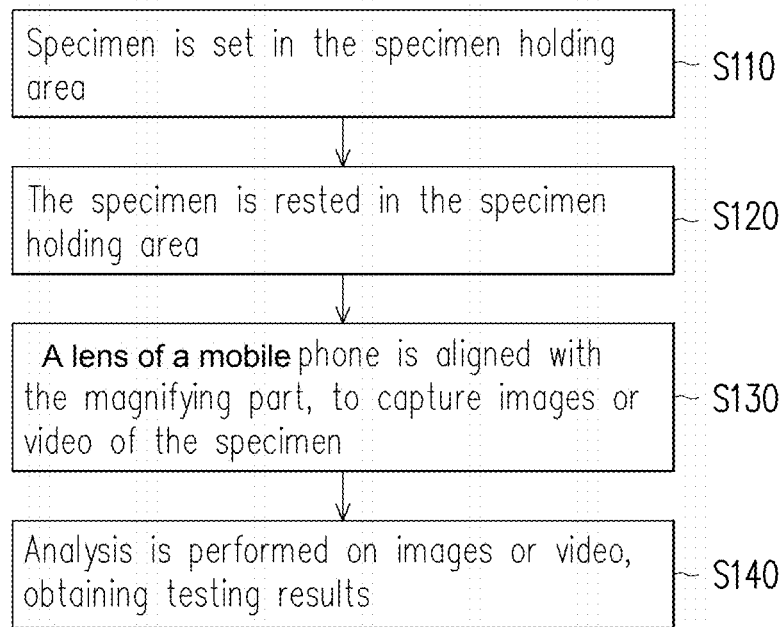 Specimen is set in the specimen holding
area
S110
The specimen is rested in the specimen
holding area
S120
A lens of a mobile phone is aligned with
the magnifying part, to capture images or
video of the specimen
S130
Analysis is performed on images or video,
obtaining testing results
S140